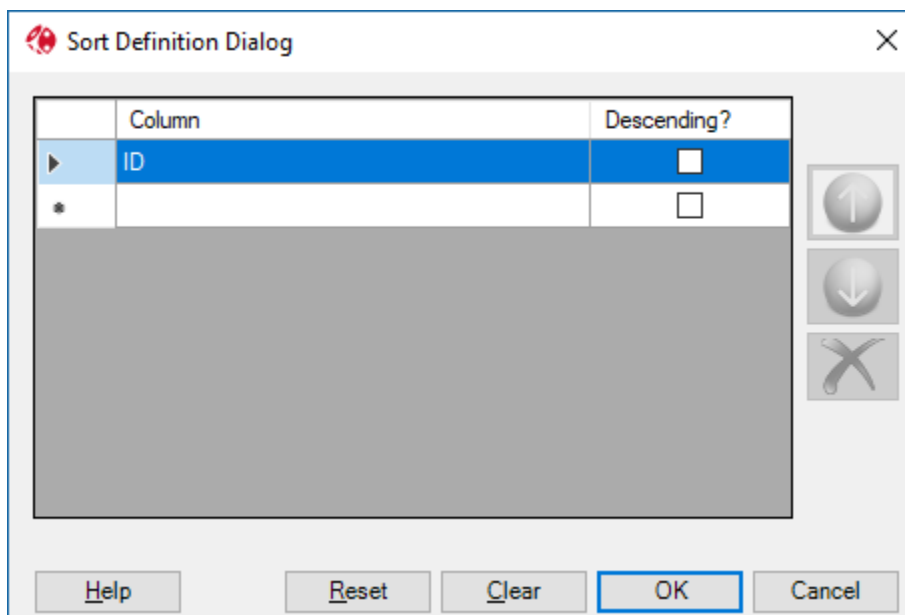 Sort Definition Dialog
Column Descending?
ID
Help Reset Clear OK Cancel